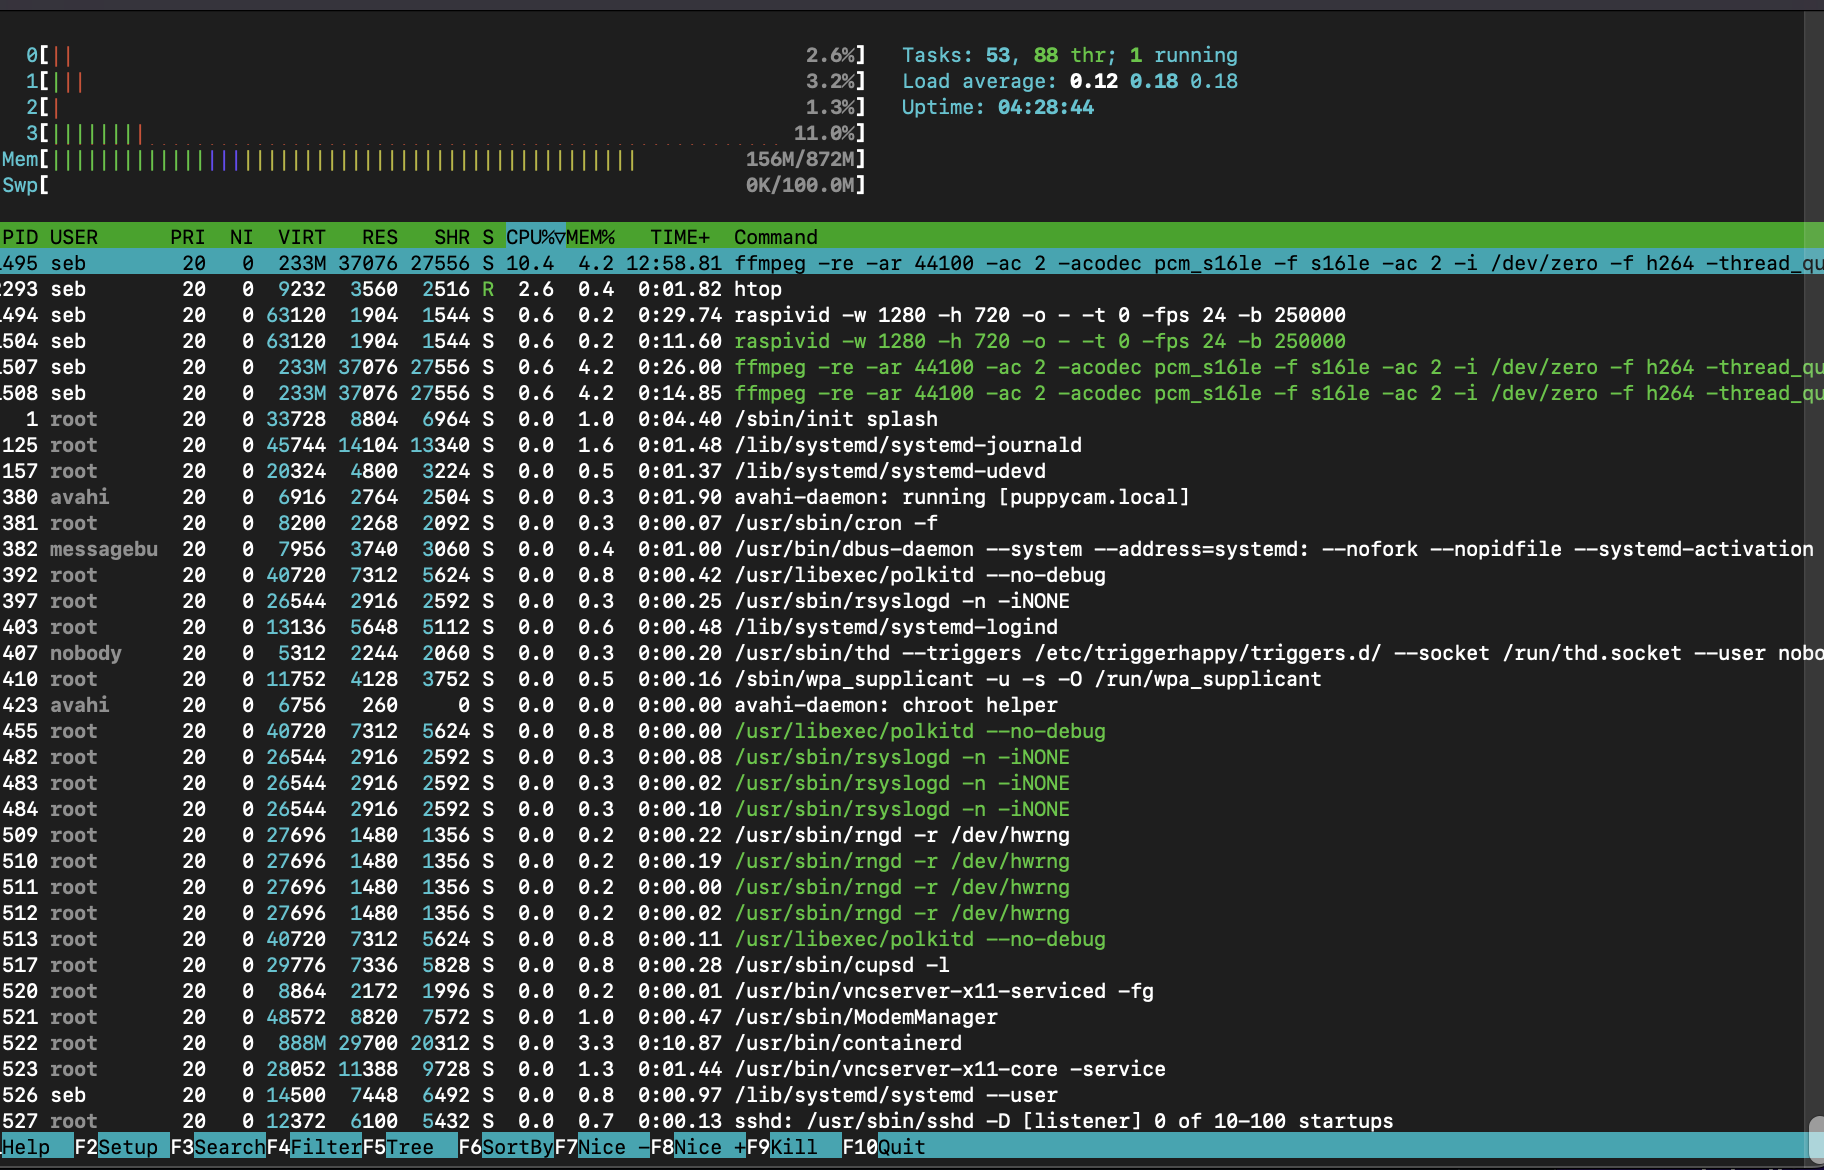 0[|| 2.6%] Tasks: 53, 88 thr; 1 running
1[||| 3.2%] Load average: 0.12 0.18 0.18
2[| 1.3%] Uptime: 04:28:44
3[|||||||| 11.0%]
Mem[||||||||||||||||||||||||||||||||||||||||||||||||| 156M/872M]
Swp[ 0K/100.0M]
PID USER PRI NI VIRT RES SHR S CPU%▽MEM% TIME+ Command
495 seb 20 0 233M 37076 27556 S 10.4 4.2 12:58.81 ffmpeg -re -ar 44100 -ac 2 -acodec pcm_s16le -f s16le -ac 2 -i /dev/zero -f h264 -thread_qu
293 seb 20 0 9232 3560 2516 R 2.6 0.4 0:01.82 htop
494 seb 20 0 63120 1904 1544 S 0.6 0.2 0:29.74 raspivid -w 1280 -h 720 -o - -t 0 -fps 24 -b 250000
504 seb 20 0 63120 1904 1544 S 0.6 0.2 0:11.60 raspivid -w 1280 -h 720 -o - -t 0 -fps 24 -b 250000
507 seb 20 0 233M 37076 27556 S 0.6 4.2 0:26.00 ffmpeg -re -ar 44100 -ac 2 -acodec pcm_s16le -f s16le -ac 2 -i /dev/zero -f h264 -thread_qu
508 seb 20 0 233M 37076 27556 S 0.6 4.2 0:14.85 ffmpeg -re -ar 44100 -ac 2 -acodec pcm_s16le -f s16le -ac 2 -i /dev/zero -f h264 -thread_qu
1 root 20 0 33728 8804 6964 S 0.0 1.0 0:04.40 /sbin/init splash
125 root 20 0 45744 14104 13340 S 0.0 1.6 0:01.48 /lib/systemd/systemd-journald
157 root 20 0 20324 4800 3224 S 0.0 0.5 0:01.37 /lib/systemd/systemd-udevd
380 avahi 20 0 6916 2764 2504 S 0.0 0.3 0:01.90 avahi-daemon: running [puppycam.local]
381 root 20 0 8200 2268 2092 S 0.0 0.3 0:00.07 /usr/sbin/cron -f
382 messagebu 20 0 7956 3740 3060 S 0.0 0.4 0:01.00 /usr/bin/dbus-daemon --system --address=systemd: --nofork --nopidfile --systemd-activation
392 root 20 0 40720 7312 5624 S 0.0 0.8 0:00.42 /usr/libexec/polkitd --no-debug
397 root 20 0 26544 2916 2592 S 0.0 0.3 0:00.25 /usr/sbin/rsyslogd -n -iNONE
403 root 20 0 13136 5648 5112 S 0.0 0.6 0:00.48 /lib/systemd/systemd-logind
407 nobody 20 0 5312 2244 2060 S 0.0 0.3 0:00.20 /usr/sbin/thd --triggers /etc/triggerhappy/triggers.d/ --socket /run/thd.socket --user nobo
410 root 20 0 11752 4128 3752 S 0.0 0.5 0:00.16 /sbin/wpa_supplicant -u -s -O /run/wpa_supplicant
423 avahi 20 0 6756 260 0 S 0.0 0.0 0:00.00 avahi-daemon: chroot helper
455 root 20 0 40720 7312 5624 S 0.0 0.8 0:00.00 /usr/libexec/polkitd --no-debug
482 root 20 0 26544 2916 2592 S 0.0 0.3 0:00.08 /usr/sbin/rsyslogd -n -iNONE
483 root 20 0 26544 2916 2592 S 0.0 0.3 0:00.02 /usr/sbin/rsyslogd -n -iNONE
484 root 20 0 26544 2916 2592 S 0.0 0.3 0:00.10 /usr/sbin/rsyslogd -n -iNONE
509 root 20 0 27696 1480 1356 S 0.0 0.2 0:00.22 /usr/sbin/rngd -r /dev/hwrng
510 root 20 0 27696 1480 1356 S 0.0 0.2 0:00.19 /usr/sbin/rngd -r /dev/hwrng
511 root 20 0 27696 1480 1356 S 0.0 0.2 0:00.00 /usr/sbin/rngd -r /dev/hwrng
512 root 20 0 27696 1480 1356 S 0.0 0.2 0:00.02 /usr/sbin/rngd -r /dev/hwrng
513 root 20 0 40720 7312 5624 S 0.0 0.8 0:00.11 /usr/libexec/polkitd --no-debug
517 root 20 0 29776 7336 5828 S 0.0 0.8 0:00.28 /usr/sbin/cupsd -l
520 root 20 0 8864 2172 1996 S 0.0 0.2 0:00.01 /usr/bin/vncserver-x11-serviced -fg
521 root 20 0 48572 8820 7572 S 0.0 1.0 0:00.47 /usr/sbin/ModemManager
522 root 20 0 888M 29700 20312 S 0.0 3.3 0:10.87 /usr/bin/containerd
523 root 20 0 28052 11388 9728 S 0.0 1.3 0:01.44 /usr/bin/vncserver-x11-core -service
526 seb 20 0 14500 7448 6492 S 0.0 0.8 0:00.97 /lib/systemd/systemd --user
527 root 20 0 12372 6100 5432 S 0.0 0.7 0:00.13 sshd: /usr/sbin/sshd -D [listener] 0 of 10-100 startups
Help F2Setup F3SearchF4FilterF5Tree F6SortByF7Nice -F8Nice +F9Kill F10Quit